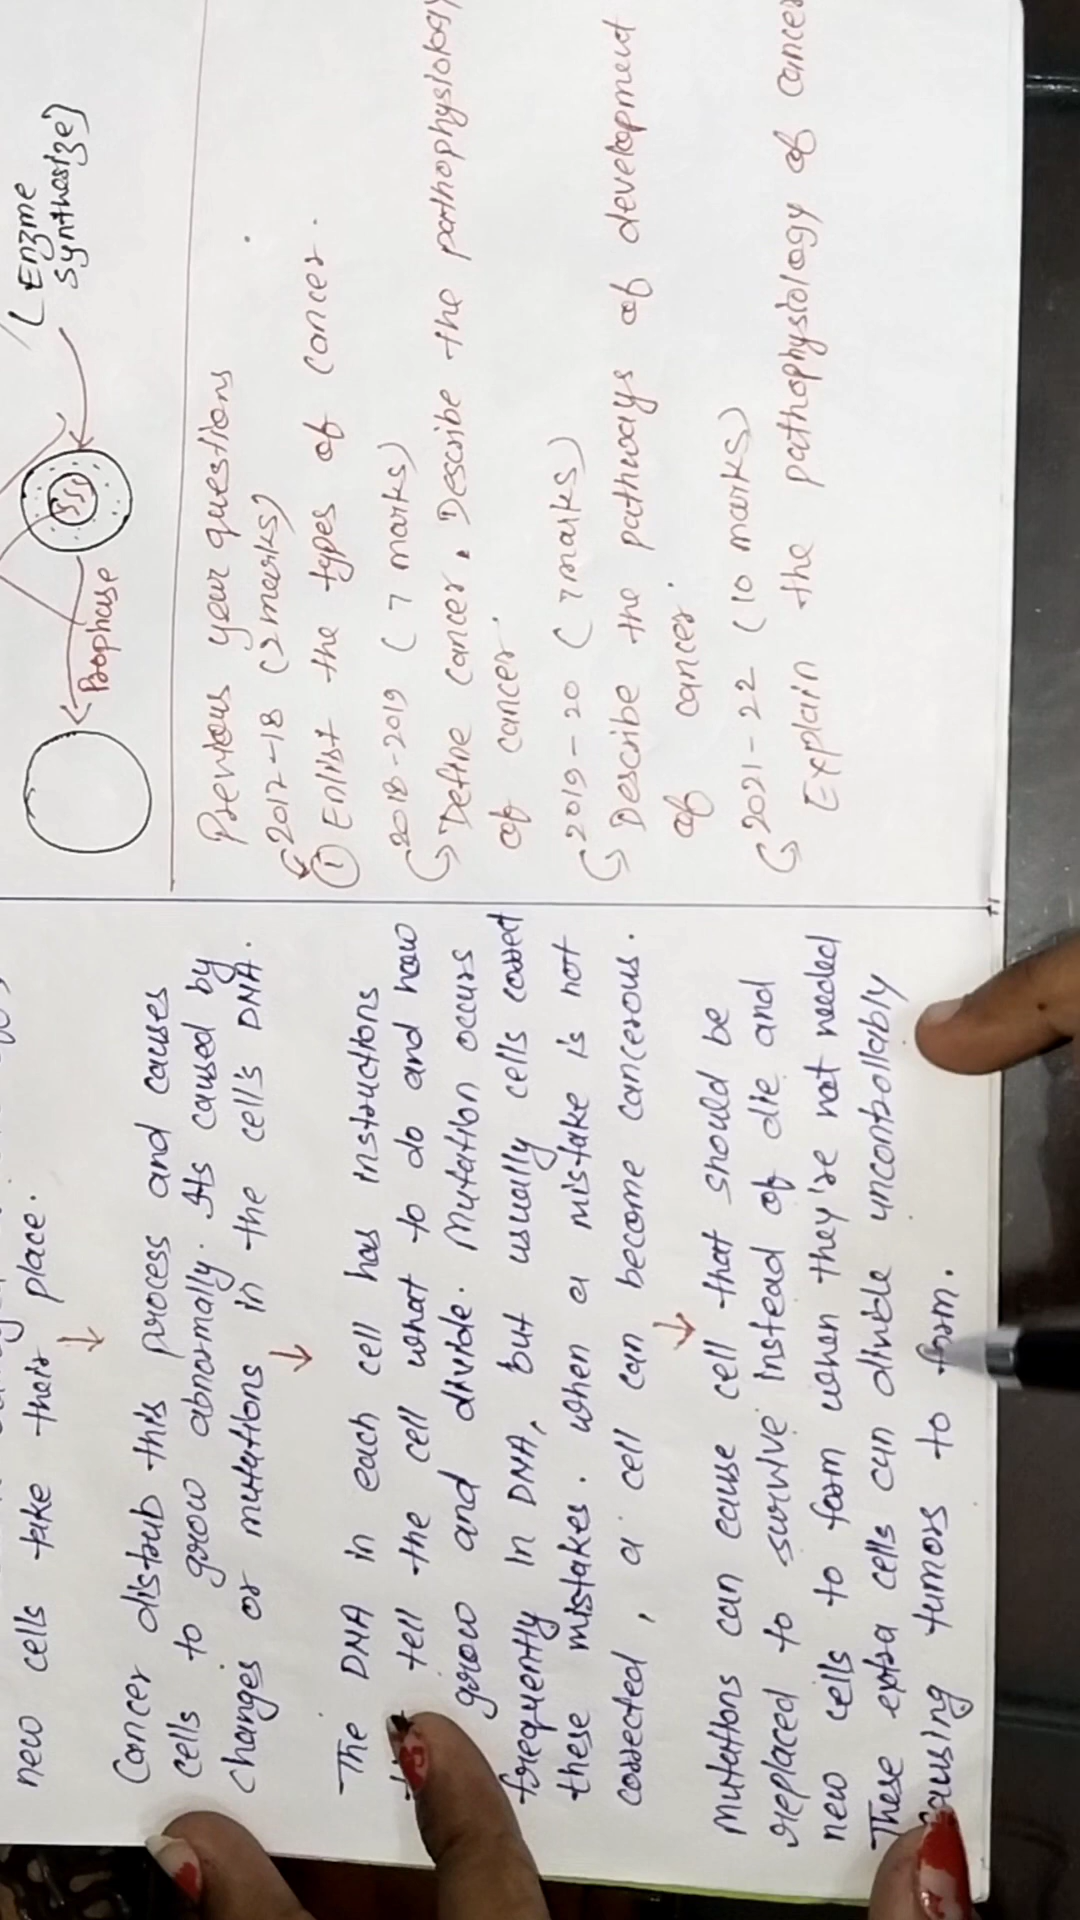 new cells take their place.
↓
Cancer distrub this process and causes
cells to grow abnormally. Its caused by
changes or mutations in the cell's DNA.
↓
The DNA in each cell has instructions
tell the cell what to do and how
grow and divide. Mutation occurs
frequently in DNA, but usually cells correct
these mistakes. when a mistake is not
corrected, a cell can become cancerous.
↓
Mutations can cause cell that should be
replaced to survive instead of die and
new cells to form when they're not needed
These extra cells can divide uncontrollably
causing tumors to form.
(Enzme
synthesize)
Prophase
Previous year questions
2017-18 (2 marks)
① Enlist the types of cancer.
2018-2019 (7 marks)
Define cancer. Describe the pathophysiology
of cancer.
2019-20 (7 marks)
Describe the pathways of development
of cancer.
2021-22 (10 marks)
Explain the pathophysiology of cancer